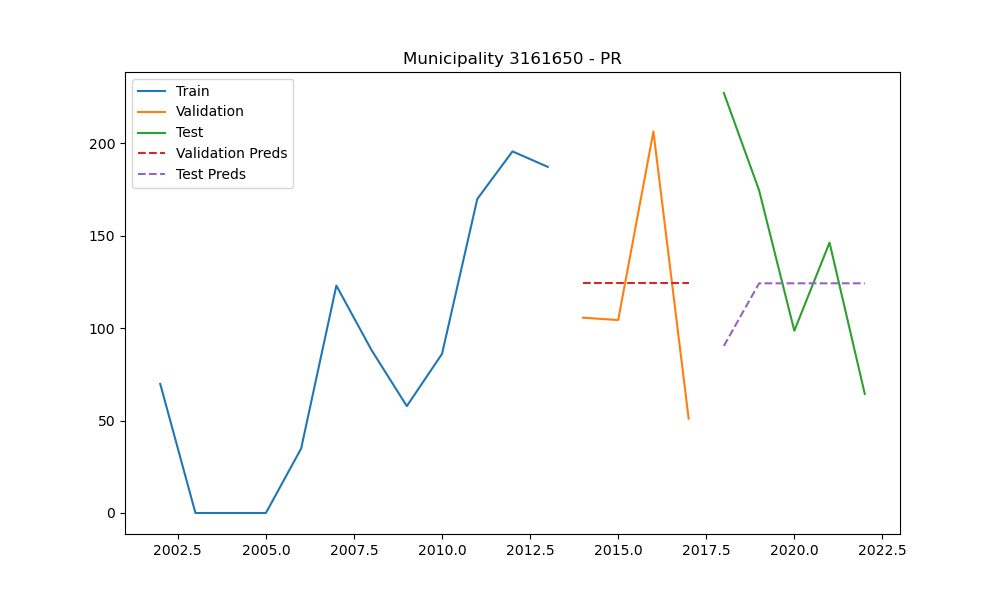 Municipality 3161650 - PR
Train
Validation
Test
Validation Preds
Test Preds
200
150
100
50
0
2002.5 2005.0 2007.5 2010.0 2012.5 2015.0 2017.5 2020.0 2022.5